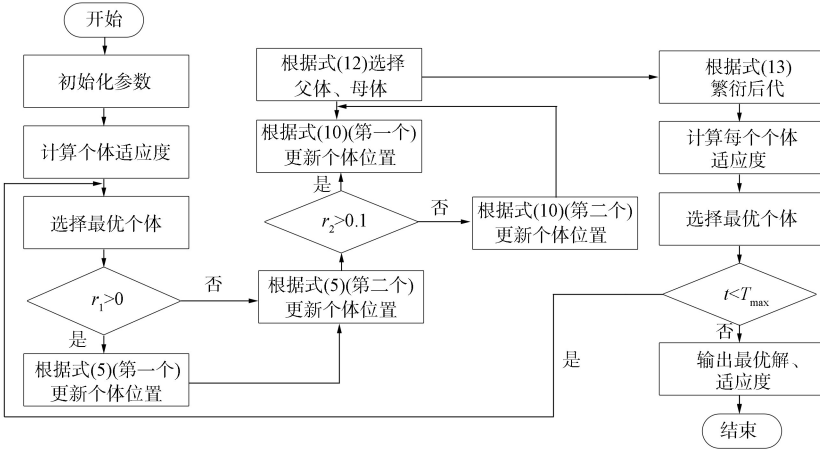 开始
初始化参数
计算个体适应度
选择最优个体
r1>0
否
是
根据式(5)(第一个)
更新个体位置
根据式(12)选择
父体、母体
根据式(10)(第一个)
更新个体位置
是
r2>0.1
否
根据式(10)(第二个)
更新个体位置
根据式(5)(第二个)
更新个体位置
根据式(13)
繁衍后代
计算每个个体
适应度
选择最优个体
t<Tmax
否
是
输出最优解、
适应度
结束